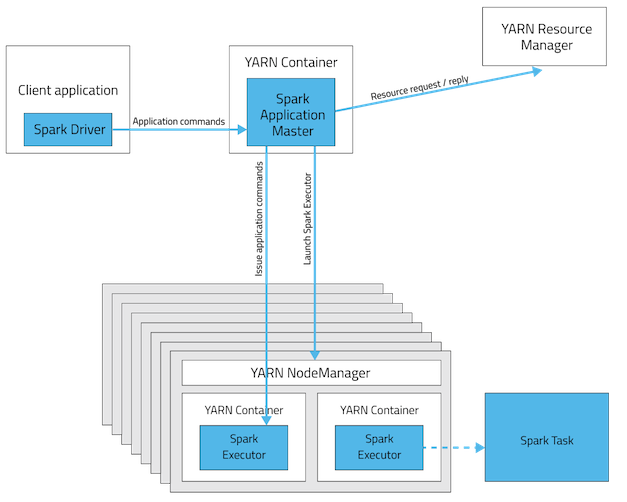 YARN Resource
Manager
YARN Container
Client application
Spark
Application
Master
Resource request / reply
Spark Driver
Application commands
Issue application commands
Launch Spark Executor
YARN NodeManager
YARN Container
YARN Container
Spark
Executor
Spark
Executor
Spark Task